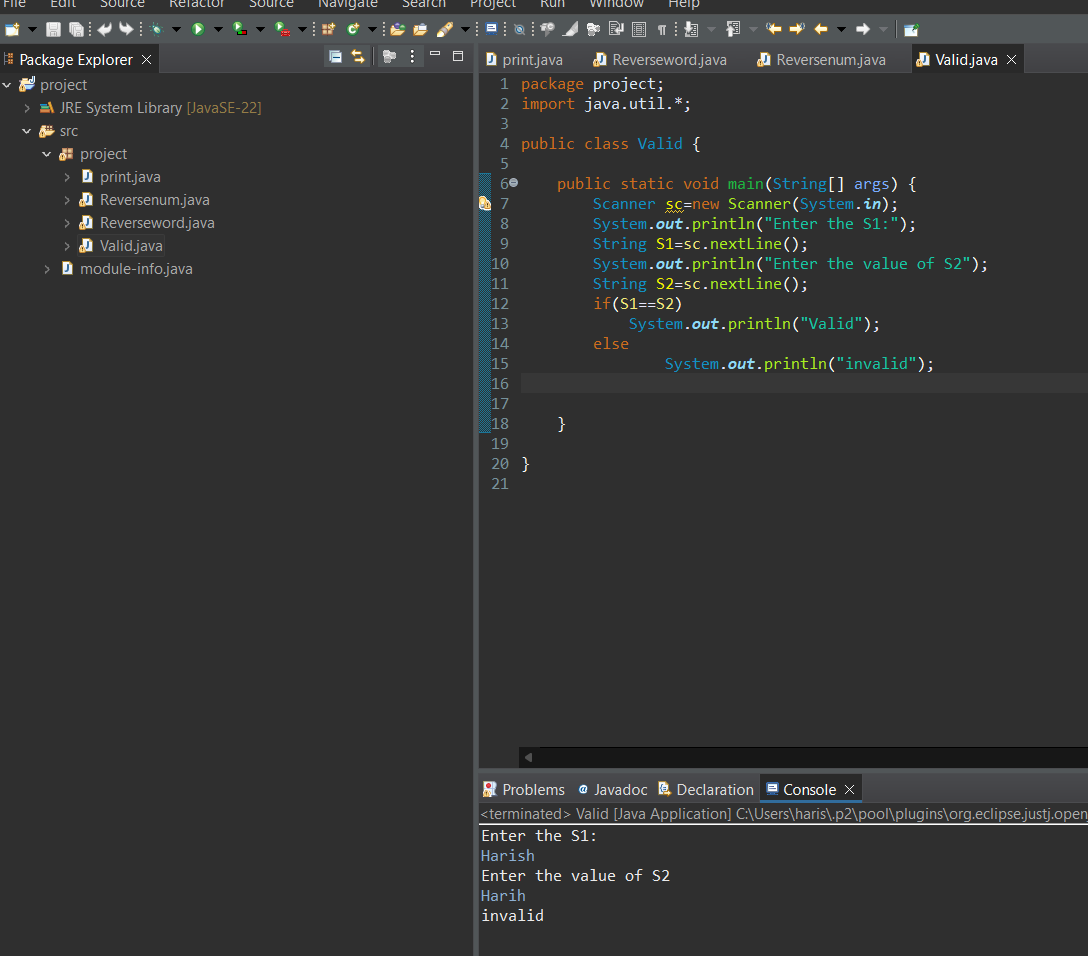 File Edit Source Refactor Source Navigate Search Project Run Window Help
Package Explorer
project
JRE System Library [JavaSE-22]
src
project
print.java
Reversenum.java
Reverseword.java
Valid.java
module-info.java
print.java Reverseword.java Reversenum.java Valid.java
1 package project;
2 import java.util.*;
3
4 public class Valid {
5
6 public static void main(String[] args) {
7 Scanner sc=new Scanner(System.in);
8 System.out.println("Enter the S1:");
9 String S1=sc.nextLine();
10 System.out.println("Enter the value of S2");
11 String S2=sc.nextLine();
12 if(S1==S2)
13 System.out.println("Valid");
14 else
15 System.out.println("invalid");
16
17
18 }
19
20 }
21
Problems Javadoc Declaration Console
<terminated> Valid [Java Application] C:\Users\haris\.p2\pool\plugins\org.eclipse.justj.open
Enter the S1:
Harish
Enter the value of S2
Harih
invalid